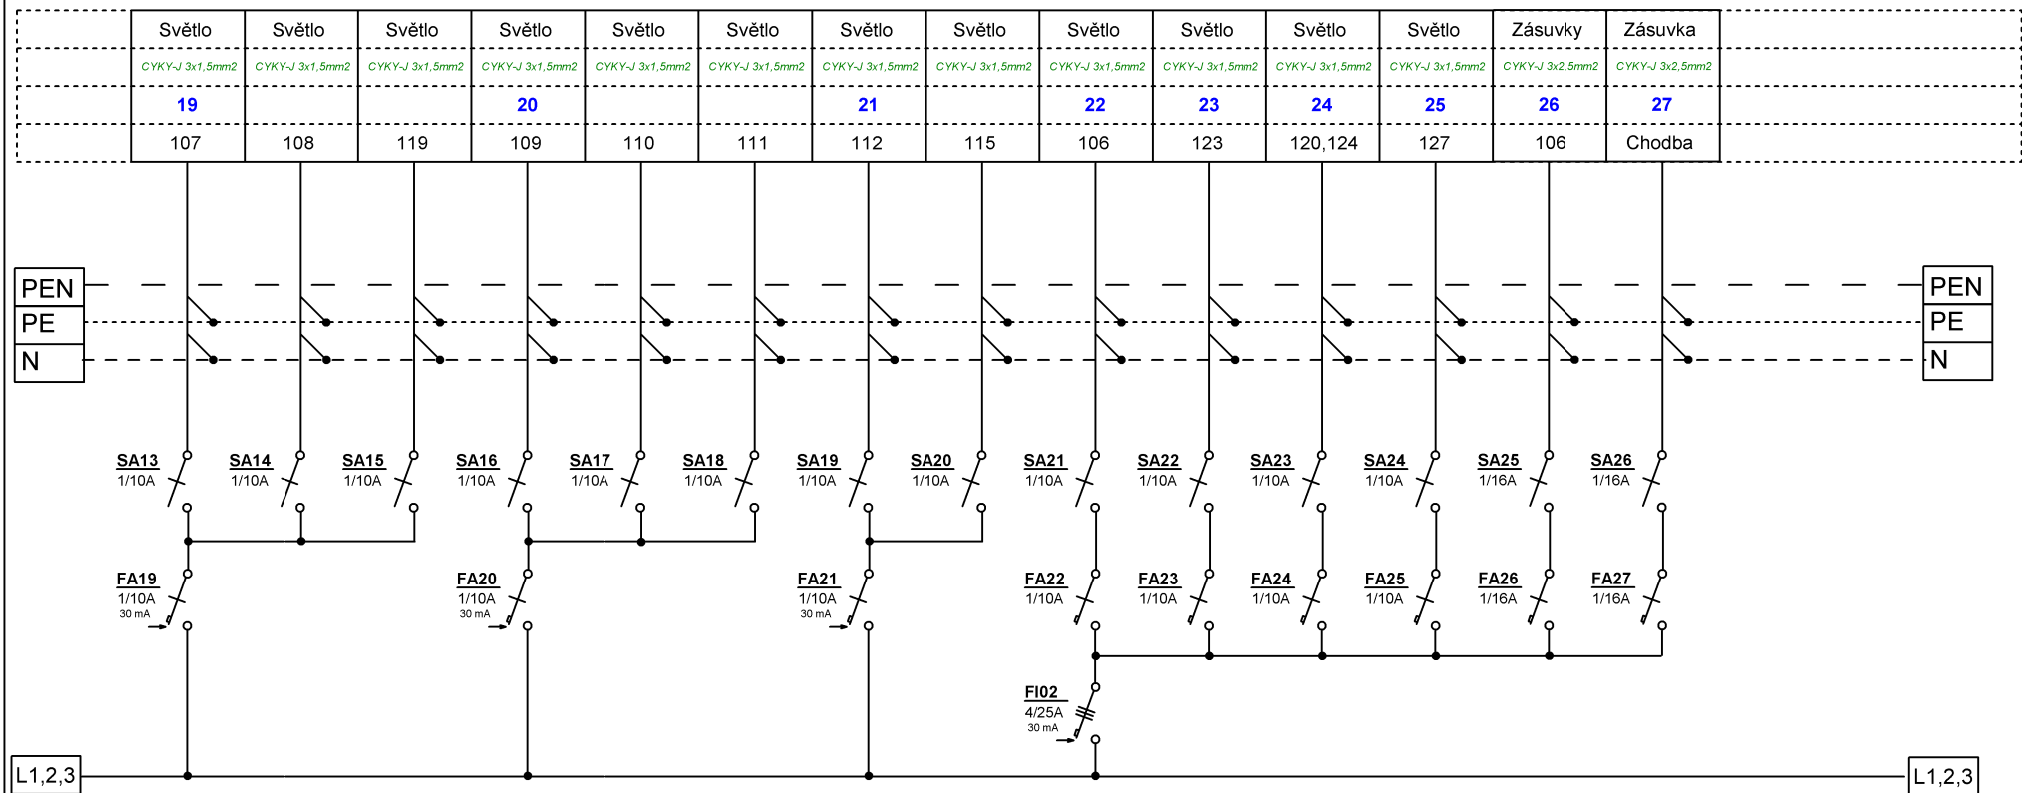 Světlo Světlo Světlo Světlo Světlo Světlo Světlo Světlo Světlo Světlo Světlo Světlo Zásuvky Zásuvka
CYKY-J 3x1,5mm2 CYKY-J 3x1,5mm2 CYKY-J 3x1,5mm2 CYKY-J 3x1,5mm2 CYKY-J 3x1,5mm2 CYKY-J 3x1,5mm2 CYKY-J 3x1,5mm2 CYKY-J 3x1,5mm2 CYKY-J 3x1,5mm2 CYKY-J 3x1,5mm2 CYKY-J 3x1,5mm2 CYKY-J 3x1,5mm2 CYKY-J 3x2,5mm2 CYKY-J 3x2,5mm2
19 20 21 22 23 24 25 26 27
107 108 119 109 110 111 112 115 106 123 120,124 127 106 Chodba
PEN PEN
PE PE
N N
SA13 SA14 SA15 SA16 SA17 SA18 SA19 SA20 SA21 SA22 SA23 SA24 SA25 SA26
1/10A 1/10A 1/10A 1/10A 1/10A 1/10A 1/10A 1/10A 1/10A 1/10A 1/10A 1/10A 1/16A 1/16A
FA19 FA20 FA21 FA22 FA23 FA24 FA25 FA26 FA27
1/10A 1/10A 1/10A 1/10A 1/10A 1/10A 1/10A 1/16A 1/16A
30 mA 30 mA 30 mA
FI02
4/25A
30 mA
L1,2,3 L1,2,3